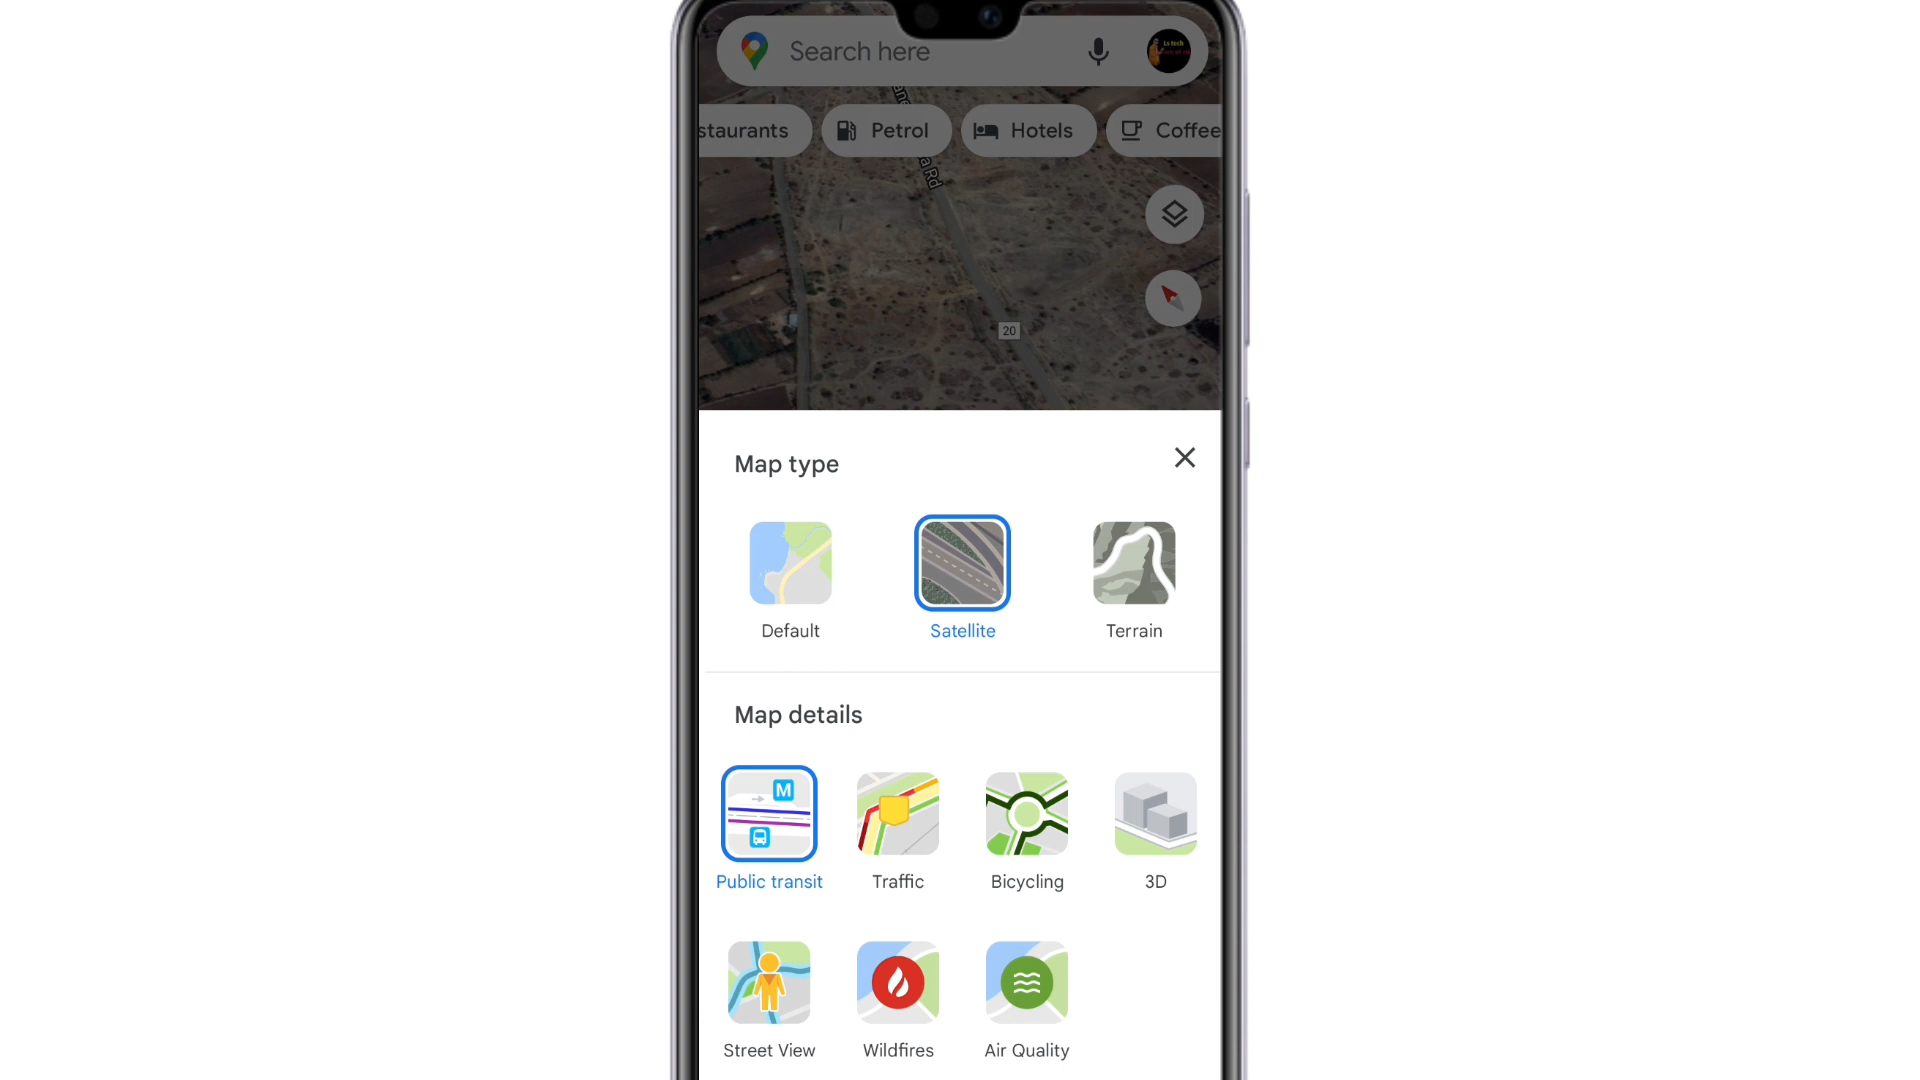 Search here
staurants
Petrol
Hotels
Coffee
a Rd
20
Map type
Default
Satellite
Terrain
Map details
M
Public transit
Traffic
Bicycling
3D
Street View
Wildfires
Air Quality